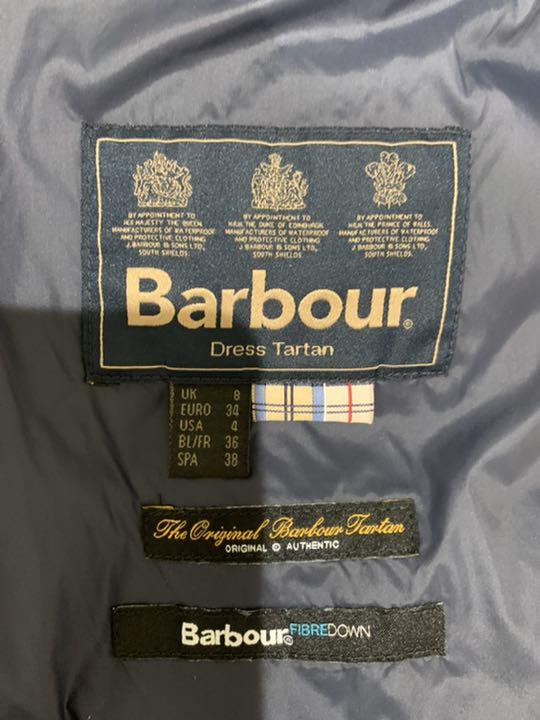 BY APPOINTMENT TO
HER MAJESTY THE QUEEN
MANUFACTURERS OF WATERPROOF
AND PROTECTIVE CLOTHING
J. BARBOUR & SONS LTD.,
SOUTH SHIELDS.
BY APPOINTMENT TO
H.R.H. THE DUKE OF EDINBURGH
MANUFACTURERS OF WATERPROOF
AND PROTECTIVE CLOTHING
J. BARBOUR & SONS LTD.,
SOUTH SHIELDS.
BY APPOINTMENT TO
H.R.H. THE PRINCE OF WALES.
MANUFACTURERS OF WATERPROOF
AND PROTECTIVE CLOTHING
J. BARBOUR & SONS LTD.,
SOUTH SHIELDS.
Barbour®
Dress Tartan
UK 8
EURO 34
USA 4
BL/FR 36
SPA 38
The Original Barbour Tartan
ORIGINAL © AUTHENTIC
Barbour® FIBREDOWN